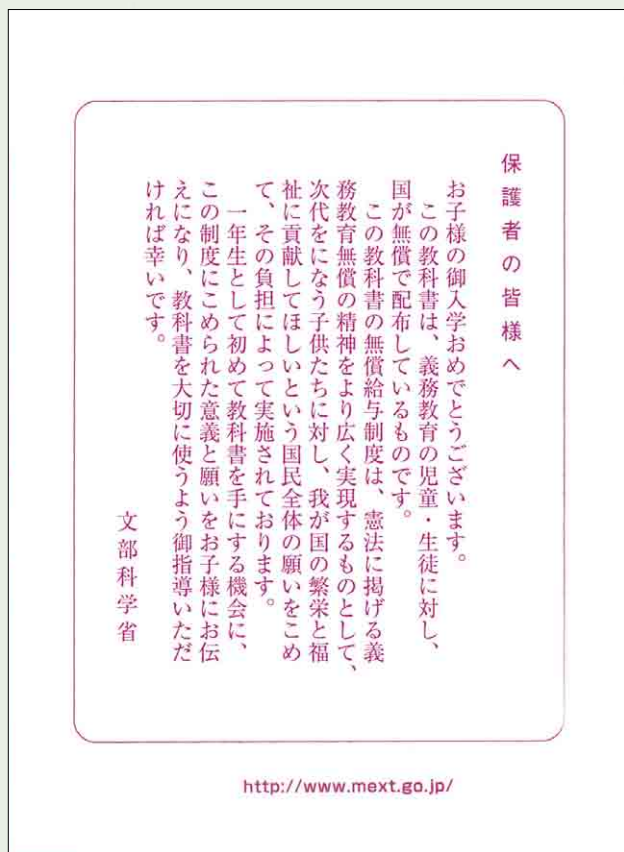 保護者の皆様へ
お子様の御入学おめでとうございます。
この教科書は、義務教育の児童・生徒に対し、
国が無償で配布しているものです。
この教科書の無償給与制度は、憲法に掲げる義
務教育無償の精神をより広く実現するものとして、
次代をになう子供たちに対し、我が国の繁栄と福
祉に貢献してほしいという国民全体の願いをこめ
て、その負担によって実施されております。
一年生として初めて教科書を手にする機会に、
この制度にこめられた意義と願いをお子様にお伝
えになり、教科書を大切に使うよう御指導いただ
ければ幸いです。
文部科学省
http://www.mext.go.jp/